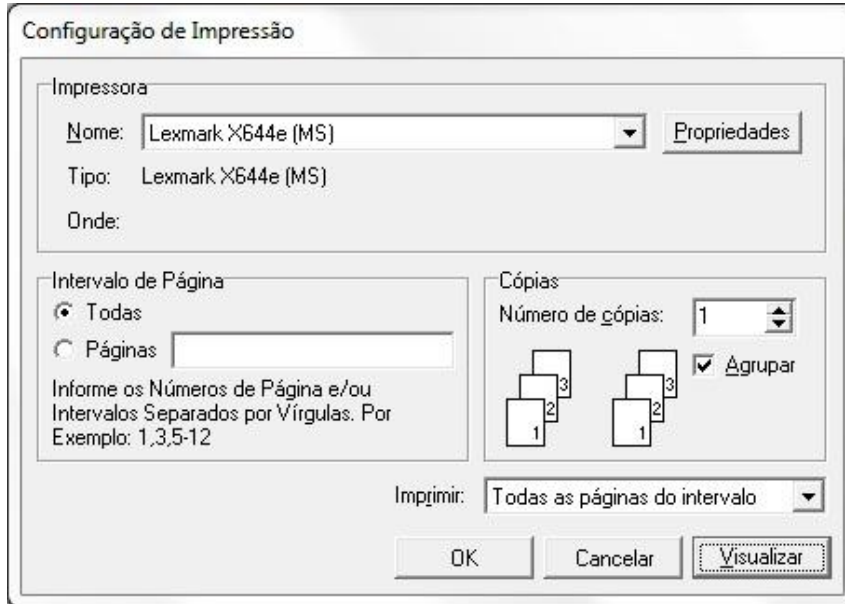 Configuração de Impressão
Impressora
Nome: Lexmark X644e (MS) Propriedades
Tipo: Lexmark X644e (MS)
Onde:
Intervalo de Página
Todas
Páginas
Informe os Números de Página e/ou
Intervalos Separados por Vírgulas. Por
Exemplo: 1,3,5-12
Cópias
Número de cópias: 1
Agrupar
1 2 3 1 2 3
Imprimir: Todas as páginas do intervalo
OK Cancelar Visualizar